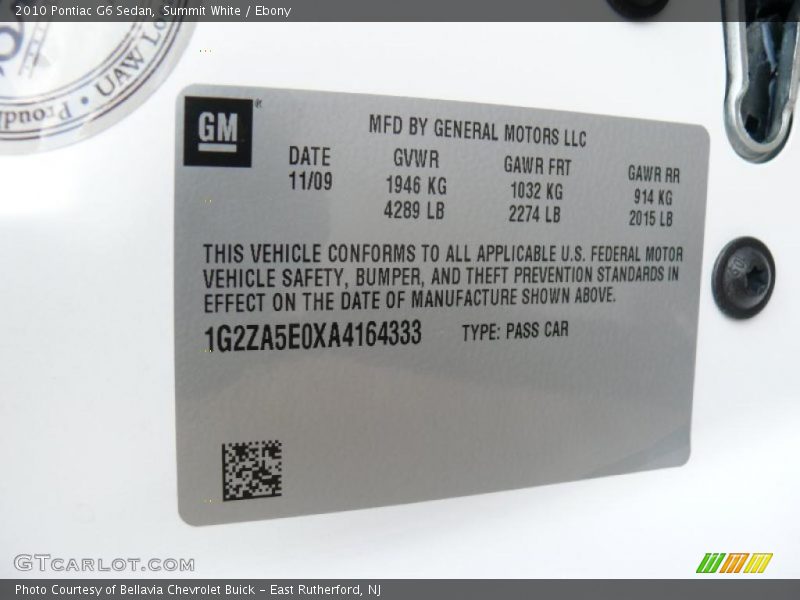 2010 Pontiac G6 Sedan, Summit White / Ebony
Proud
UAW Lo
GM
MFD BY GENERAL MOTORS LLC
DATE GVWR GAWR FRT GAWR RR
11/09 1946 KG 1032 KG 914 KG
4289 LB 2274 LB 2015 LB
THIS VEHICLE CONFORMS TO ALL APPLICABLE U.S. FEDERAL MOTOR
VEHICLE SAFETY, BUMPER, AND THEFT PREVENTION STANDARDS IN
EFFECT ON THE DATE OF MANUFACTURE SHOWN ABOVE.
1G2ZA5E0XA4164333 TYPE: PASS CAR
GTCARLOT.COM
Photo Courtesy of Bellavia Chevrolet Buick - East Rutherford, NJ